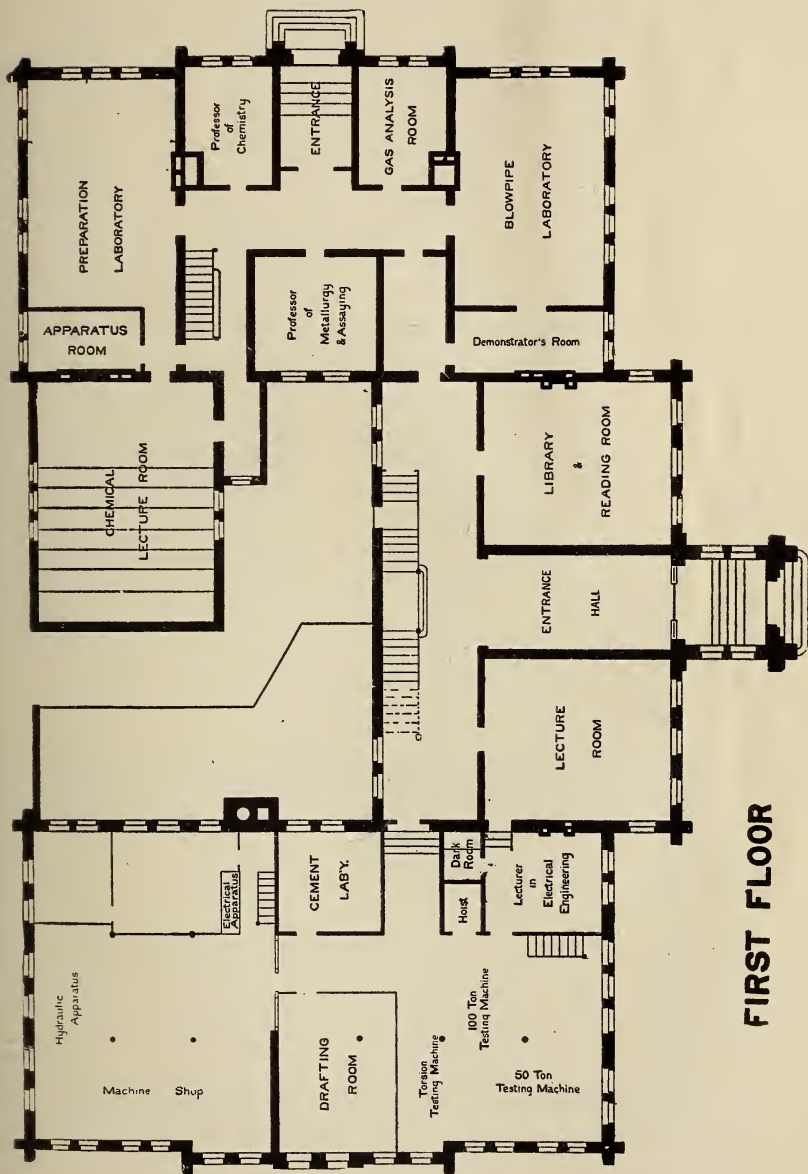 PREPARATION
LABORATORY
APPARATUS
ROOM
Professor
of
Chemistry
ENTRANCE
GAS ANALYSIS
ROOM
BLOWPIPE
LABORATORY
Professor
of
Metallurgy
& Assaying
Demonstrator's Room
CHEMICAL
LECTURE ROOM
LIBRARY
&
READING ROOM
ENTRANCE
HALL
LECTURE
ROOM
Electrical
Apparatus
CEMENT
LAB'Y.
Dark
Room
Hoist
Lecturer
in
Electrical
Engineering
Hydraulic
Apparatus
Machine Shop
DRAFTING
ROOM
Torsion
Testing Machine
100 Ton
Testing Machine
50 Ton
Testing Machine
FIRST FLOOR